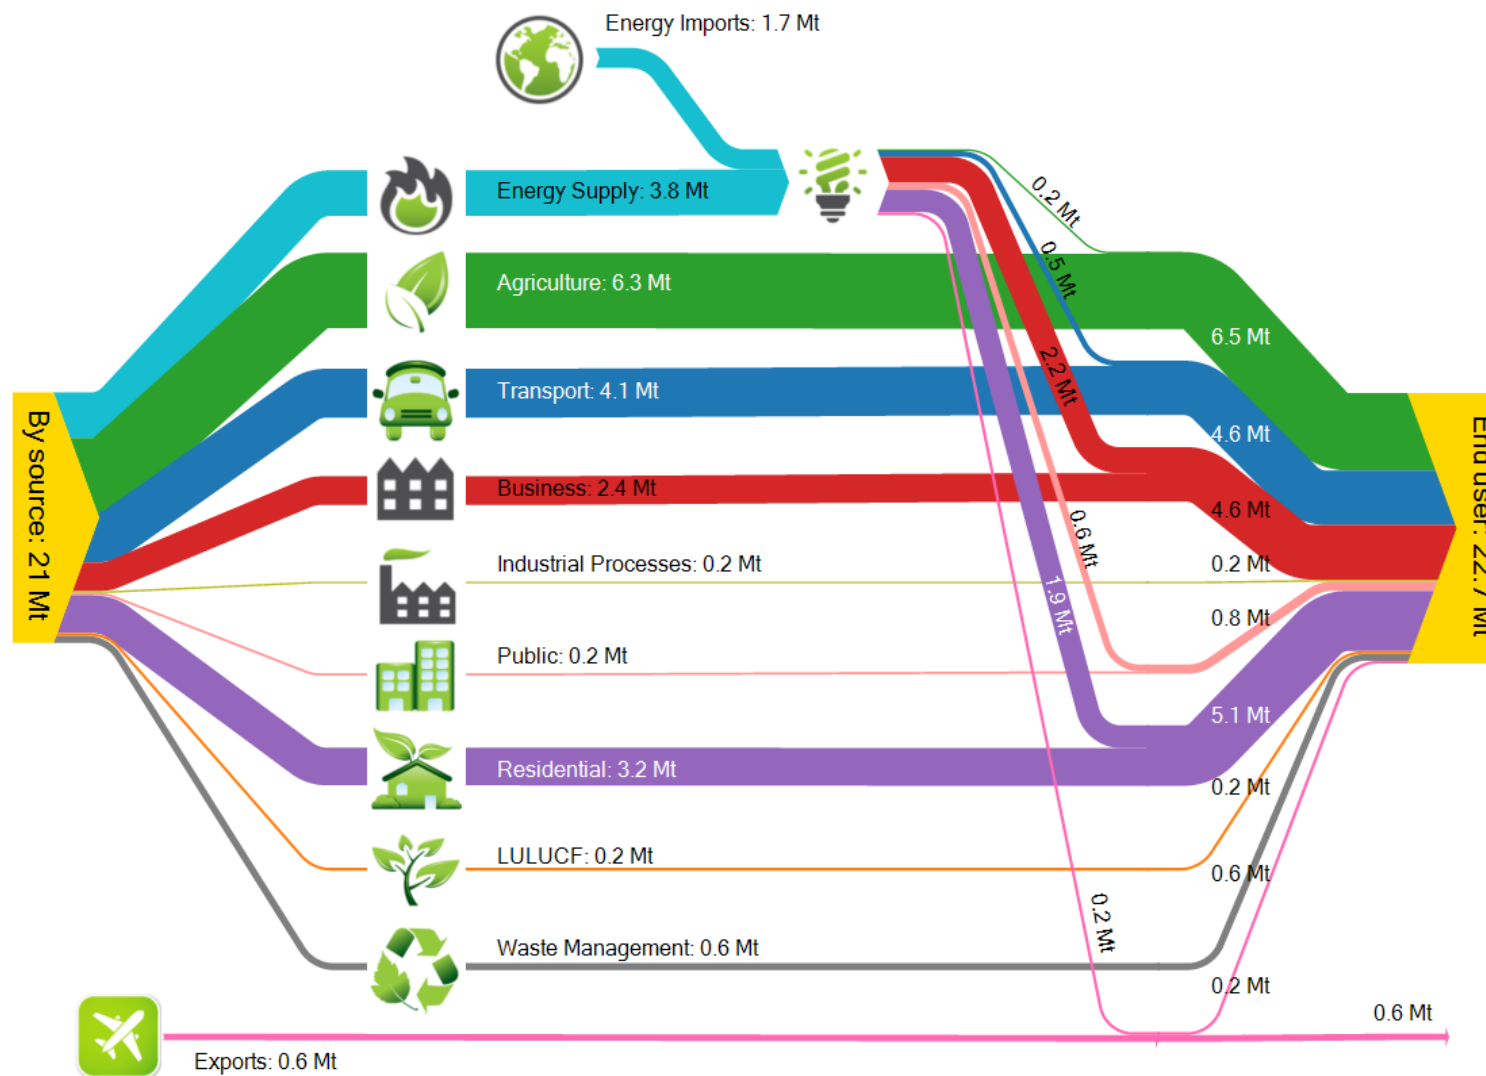 Energy Imports: 1.7 Mt
Energy Supply: 3.8 Mt
0.2 Mt
0.5 Mt
Agriculture: 6.3 Mt
6.5 Mt
2.2 Mt
Transport: 4.1 Mt
4.6 Mt
Business: 2.4 Mt
4.6 Mt
By source: 21 Mt
End user: 22.7 Mt
0.6 Mt
Industrial Processes: 0.2 Mt
0.2 Mt
1.9 Mt
0.8 Mt
Public: 0.2 Mt
5.1 Mt
Residential: 3.2 Mt
0.2 Mt
LULUCF: 0.2 Mt
0.6 Mt
0.2 Mt
Waste Management: 0.6 Mt
0.2 Mt
0.6 Mt
Exports: 0.6 Mt